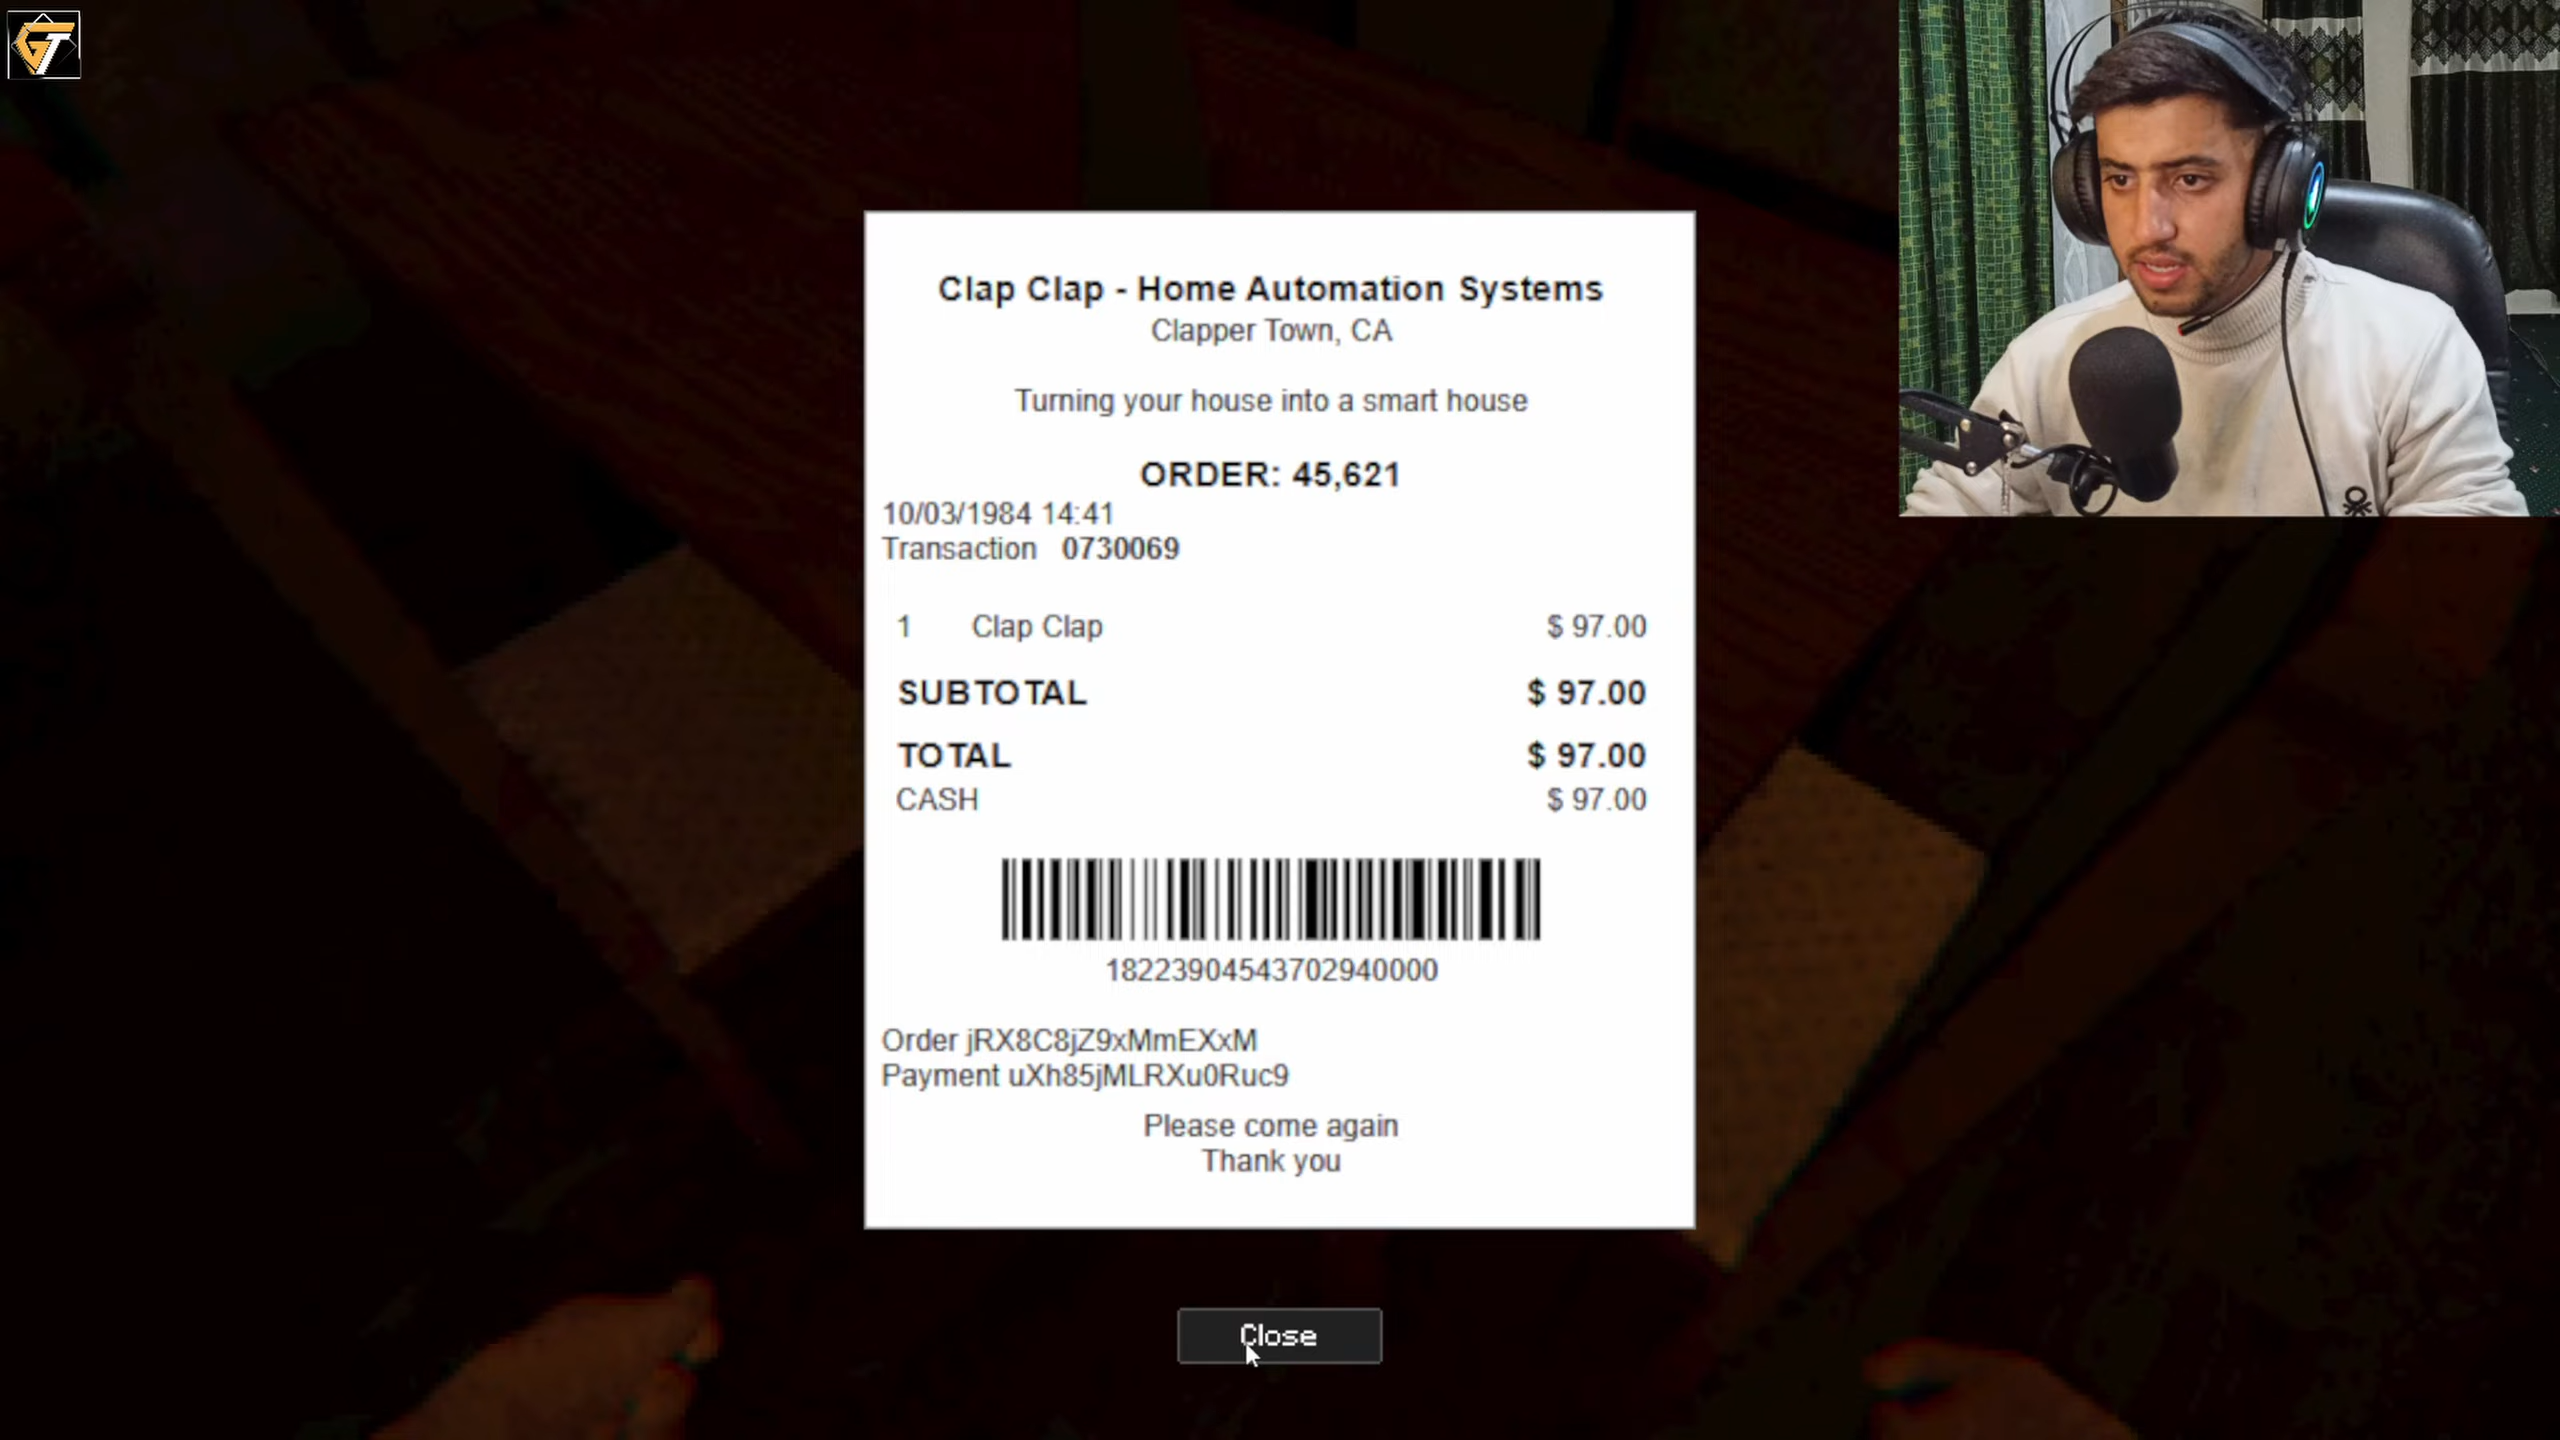 GT
Clap Clap - Home Automation Systems
Clapper Town, CA
Turning your house into a smart house
ORDER: 45,621
10/03/1984 14:41
Transaction 0730069
1 Clap Clap $ 97.00
SUBTOTAL $ 97.00
TOTAL $ 97.00
CASH $ 97.00
18223904543702940000
Order jRX8C8jZ9xMmEXxM
Payment uXh85jMLRXu0Ruc9
Please come again
Thank you
Close